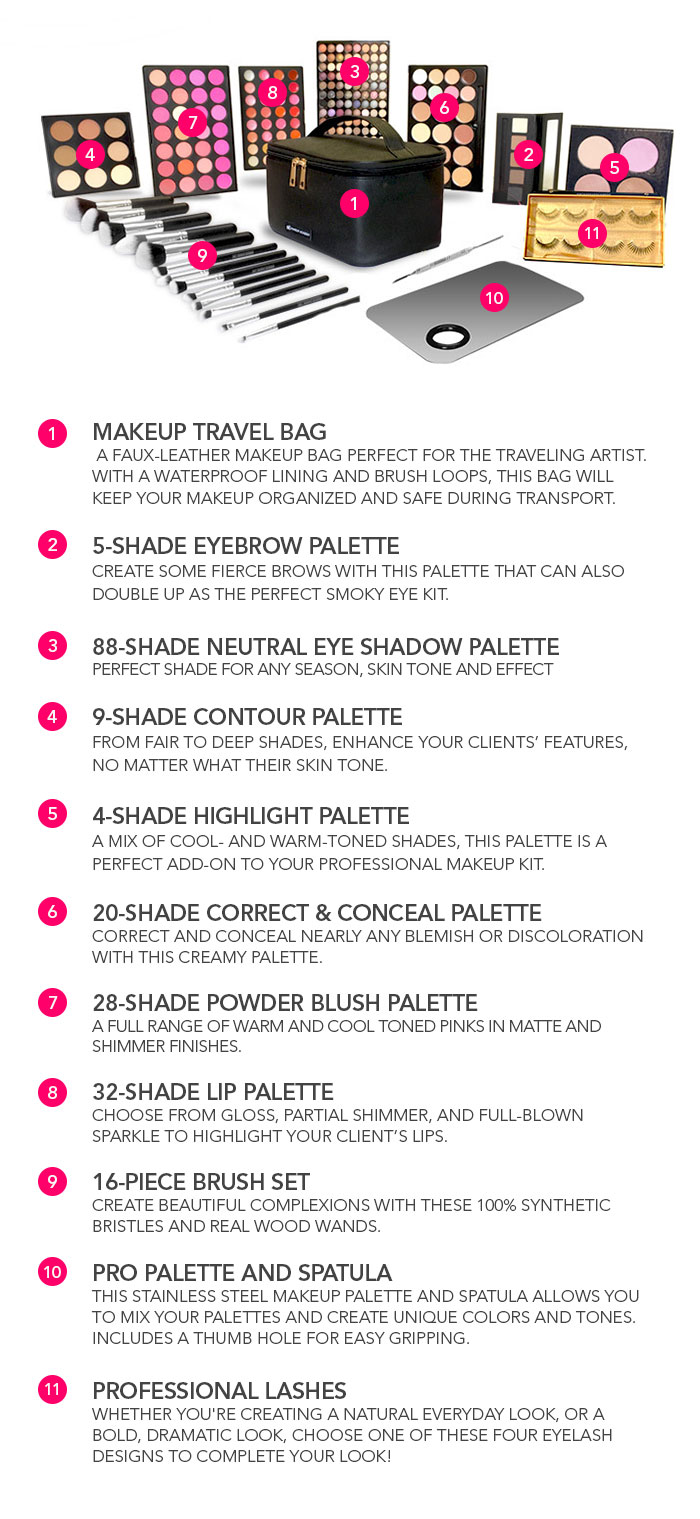 3
8
7
6
4
2
5
1
11
9
10
1
MAKEUP TRAVEL BAG
A FAUX-LEATHER MAKEUP BAG PERFECT FOR THE TRAVELING ARTIST.
WITH A WATERPROOF LINING AND BRUSH LOOPS, THIS BAG WILL
KEEP YOUR MAKEUP ORGANIZED AND SAFE DURING TRANSPORT.
2
5-SHADE EYEBROW PALETTE
CREATE SOME FIERCE BROWS WITH THIS PALETTE THAT CAN ALSO
DOUBLE UP AS THE PERFECT SMOKY EYE KIT.
3
88-SHADE NEUTRAL EYE SHADOW PALETTE
PERFECT SHADE FOR ANY SEASON, SKIN TONE AND EFFECT
4
9-SHADE CONTOUR PALETTE
FROM FAIR TO DEEP SHADES, ENHANCE YOUR CLIENTS’ FEATURES,
NO MATTER WHAT THEIR SKIN TONE.
5
4-SHADE HIGHLIGHT PALETTE
A MIX OF COOL- AND WARM-TONED SHADES, THIS PALETTE IS A
PERFECT ADD-ON TO YOUR PROFESSIONAL MAKEUP KIT.
6
20-SHADE CORRECT & CONCEAL PALETTE
CORRECT AND CONCEAL NEARLY ANY BLEMISH OR DISCOLORATION
WITH THIS CREAMY PALETTE.
7
28-SHADE POWDER BLUSH PALETTE
A FULL RANGE OF WARM AND COOL TONED PINKS IN MATTE AND
SHIMMER FINISHES.
8
32-SHADE LIP PALETTE
CHOOSE FROM GLOSS, PARTIAL SHIMMER, AND FULL-BLOWN
SPARKLE TO HIGHLIGHT YOUR CLIENT’S LIPS.
9
16-PIECE BRUSH SET
CREATE BEAUTIFUL COMPLEXIONS WITH THESE 100% SYNTHETIC
BRISTLES AND REAL WOOD WANDS.
10
PRO PALETTE AND SPATULA
THIS STAINLESS STEEL MAKEUP PALETTE AND SPATULA ALLOWS YOU
TO MIX YOUR PALETTES AND CREATE UNIQUE COLORS AND TONES.
INCLUDES A THUMB HOLE FOR EASY GRIPPING.
11
PROFESSIONAL LASHES
WHETHER YOU'RE CREATING A NATURAL EVERYDAY LOOK, OR A
BOLD, DRAMATIC LOOK, CHOOSE ONE OF THESE FOUR EYELASH
DESIGNS TO COMPLETE YOUR LOOK!